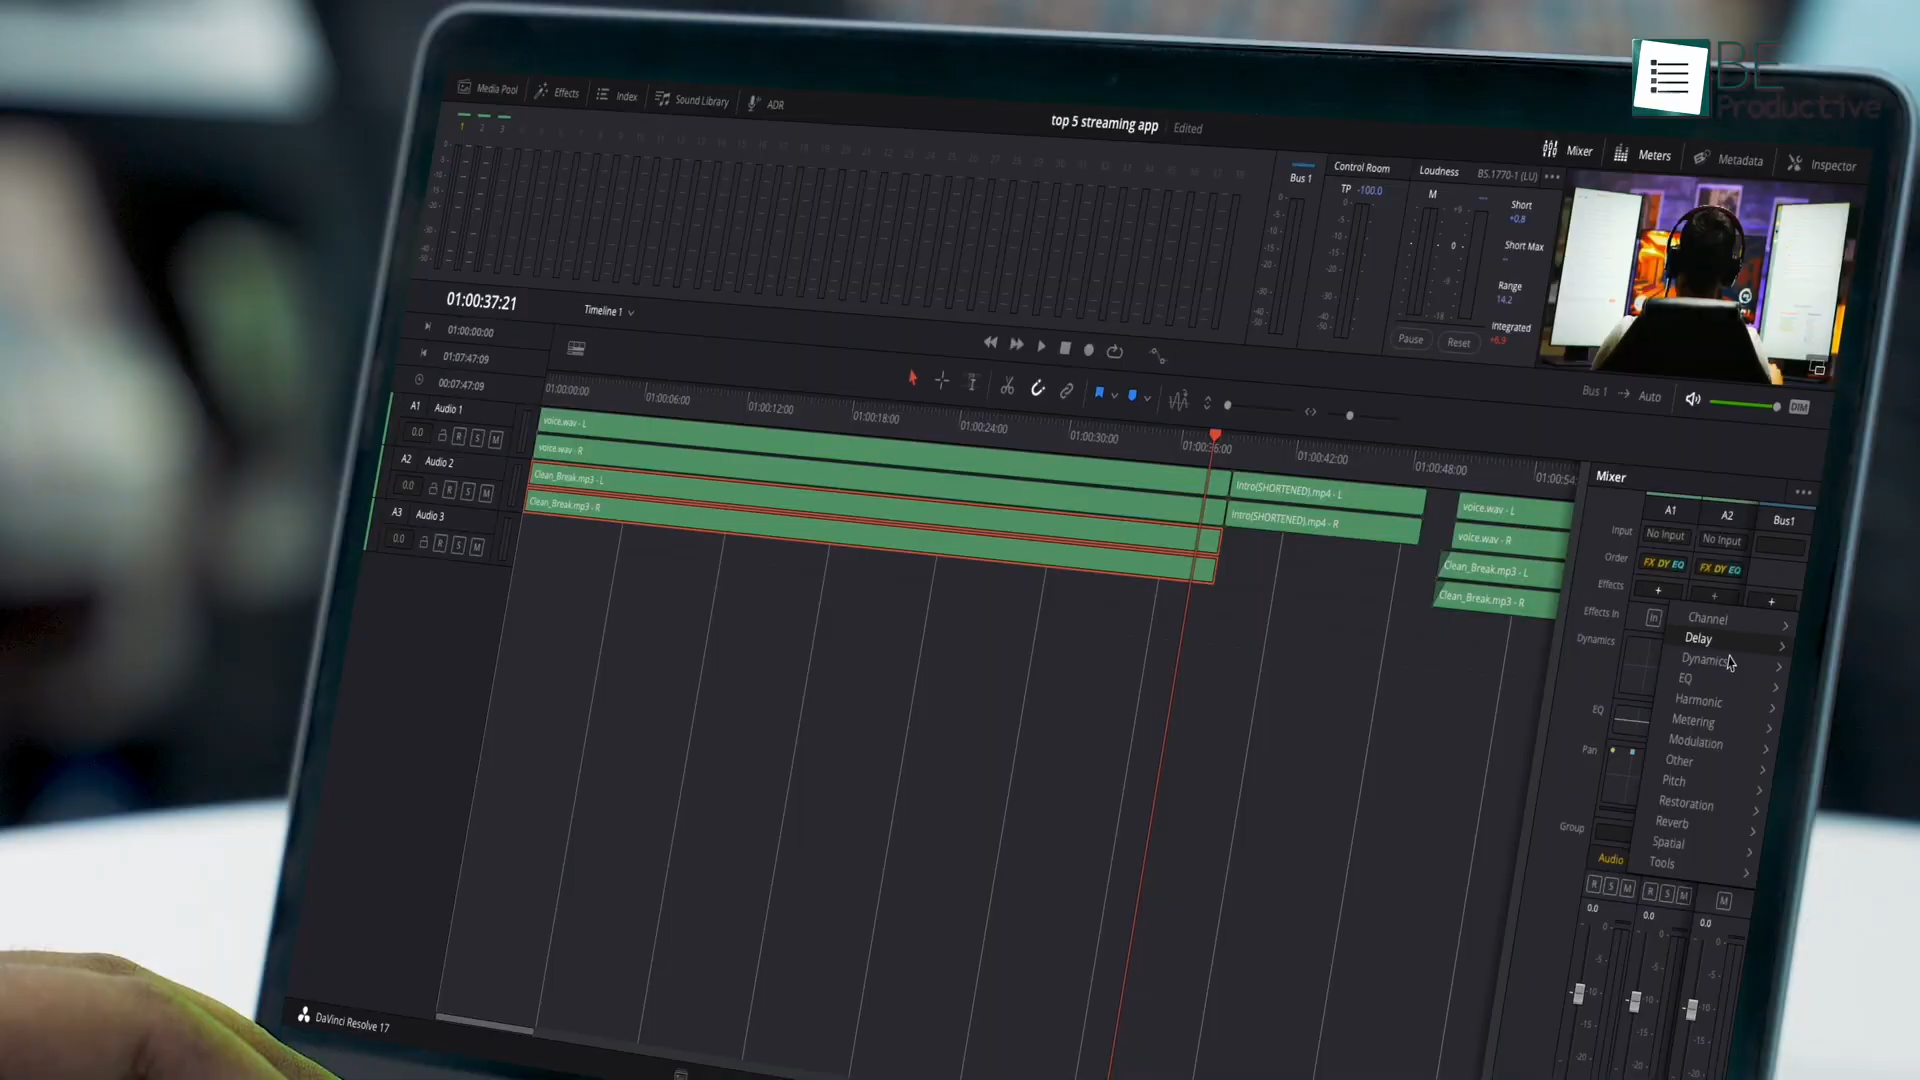 BE
Productive
Media Pool
Effects
Index
Sound Library
ADR
top 5 streaming app
Edited
Mixer
Meters
Metadata
Inspector
1 2 3
Bus 1
Control Room
TP -100.0
Loudness
BS.1770-1 (LU)
M
Short
+0.8
Short Max
Range
14.2
Integrated
+6.9
Pause
Reset
01:00:37:21
Timeline 1
01:00:00:00
01:07:47:09
00:07:47:09
Bus 1
Auto
DIM
01:00:00:00
01:00:06:00
01:00:12:00
01:00:18:00
01:00:24:00
01:00:30:00
01:00:36:00
01:00:42:00
01:00:48:00
01:00:54:
A1 Audio 1
0.0 R S M
A2 Audio 2
0.0 R S M
A3 Audio 3
0.0 R S M
voice.wav - L
voice.wav - R
Clean_Break.mp3 - L
Clean_Break.mp3 - R
Intro(SHORTENED).mp4 - L
Intro(SHORTENED).mp4 - R
voice.wav - L
voice.wav - R
Clean_Break.mp3 - L
Clean_Break.mp3 - R
Mixer
A1
A2
Bus1
Input
No Input
No Input
Order
FX DY EQ
FX DY EQ
Effects
Effects In
In
Dynamics
EQ
Pan
Group
Channel
Delay
Dynamics
EQ
Harmonic
Metering
Modulation
Other
Pitch
Restoration
Reverb
Spatial
Tools
Audio
R S M
R S M
M
0.0
0.0
0.0
DaVinci Resolve 17